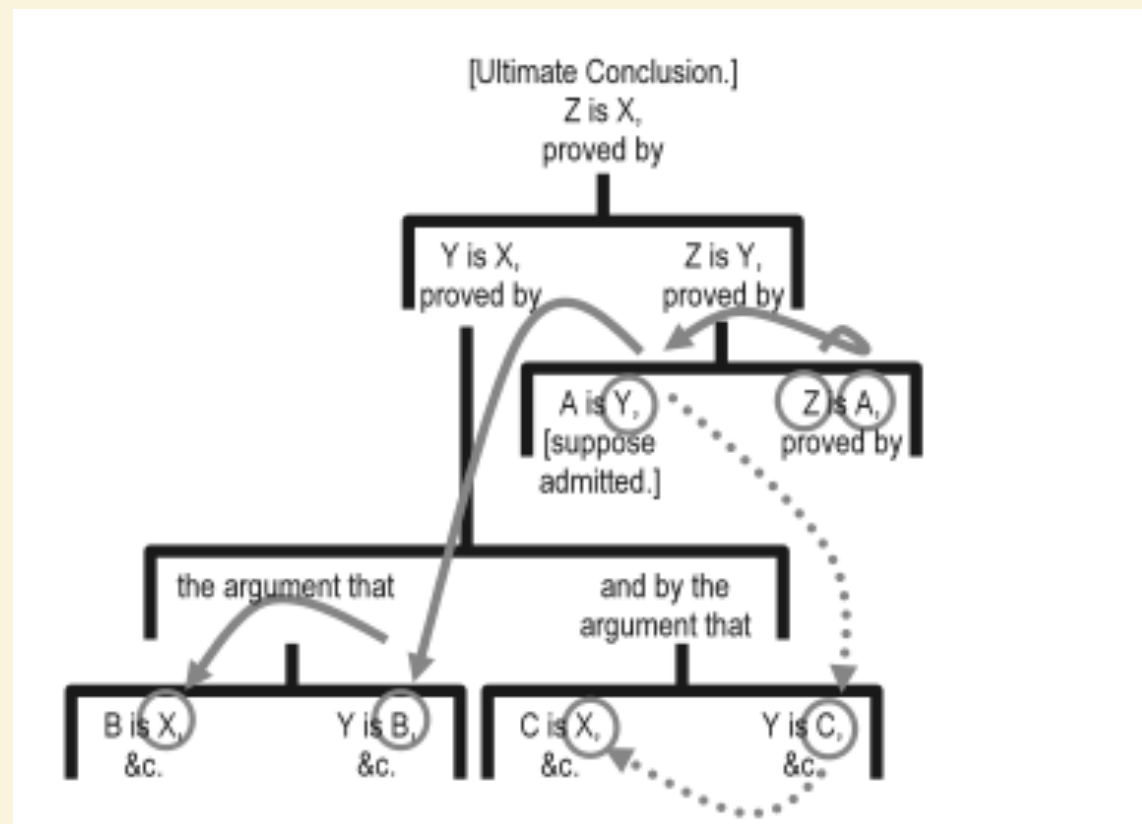 [Ultimate Conclusion.]
Z is X,
proved by
Y is X,
proved by
Z is Y,
proved by
A is Y,
[suppose
admitted.]
Z is A,
proved by
the argument that
and by the
argument that
B is X,
&c.
Y is B,
&c.
C is X,
&c.
Y is C,
&c.